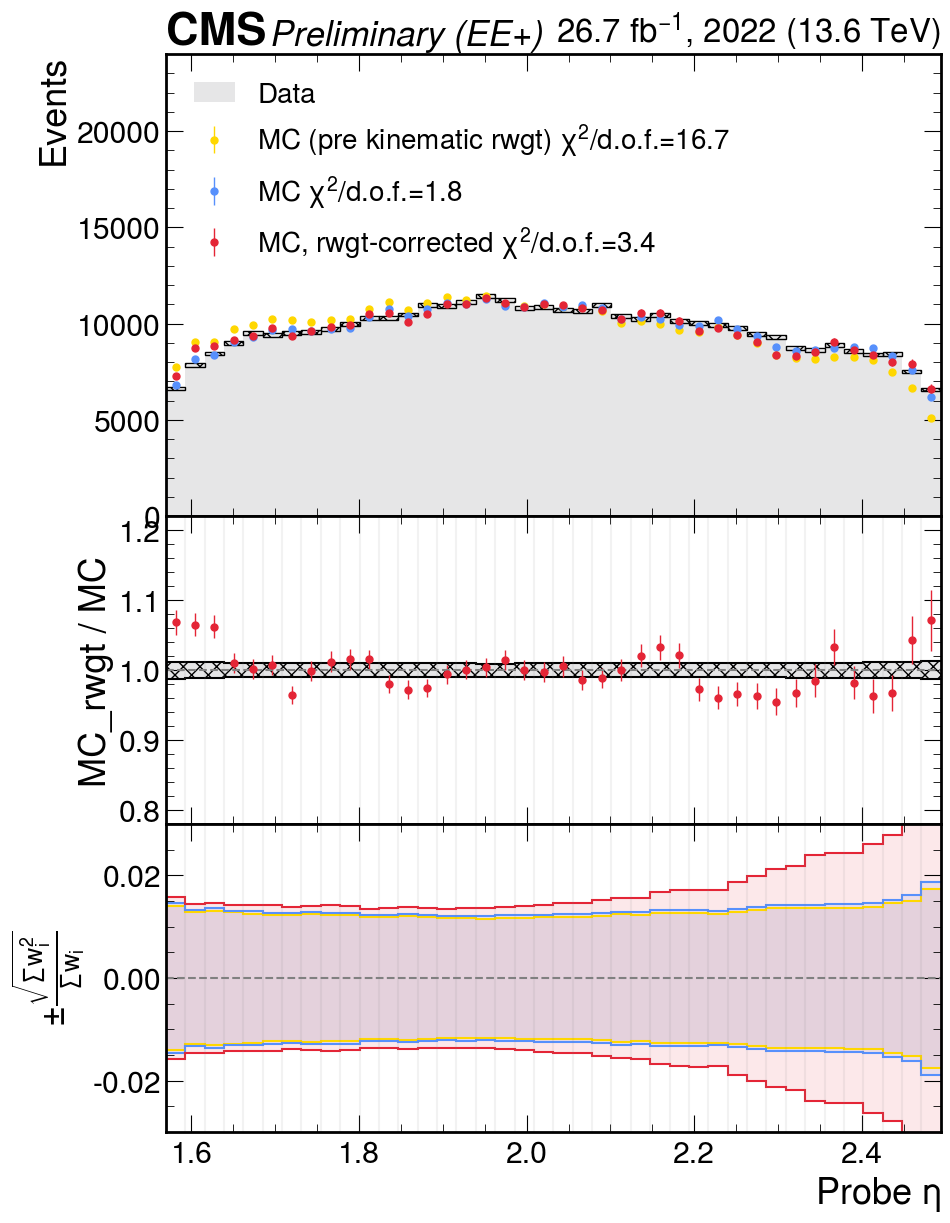 CMS Preliminary (EE+) 26.7 fb⁻¹, 2022 (13.6 TeV)
Events
Data
MC (pre kinematic rwgt) χ²/d.o.f.=16.7
MC χ²/d.o.f.=1.8
MC, rwgt-corrected χ²/d.o.f.=3.4
20000
15000
10000
5000
0
MC_rwgt / MC
1.2
1.1
1.0
0.9
0.8
±√Σwᵢ²/Σwᵢ
0.02
0.00
-0.02
1.6 1.8 2.0 2.2 2.4
Probe η